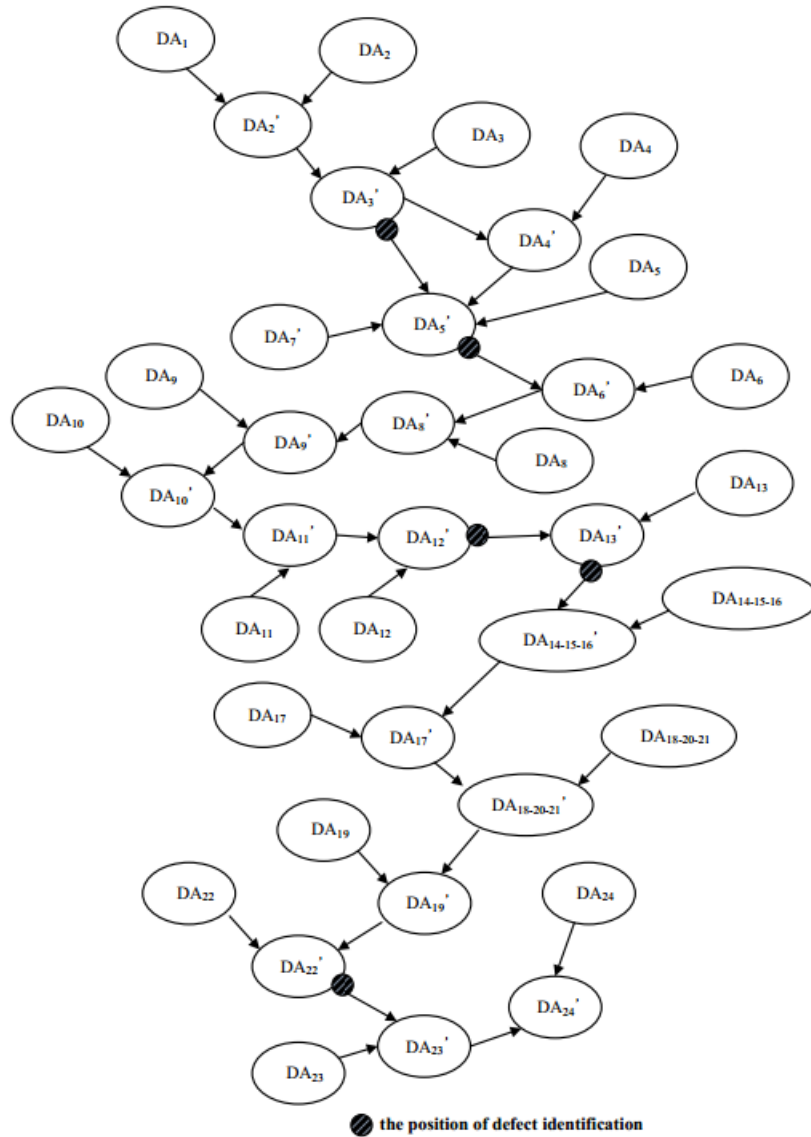 DA₁
DA₂
DA₂'
DA₃
DA₄
DA₃'
DA₄'
DA₅
DA₇'
DA₅'
DA₉
DA₆'
DA₆
DA₁₀
DA₉'
DA₈'
DA₈
DA₁₀'
DA₁₃
DA₁₁'
DA₁₂'
DA₁₃'
DA₁₁
DA₁₂
DA₁₄₋₁₅₋₁₆'
DA₁₄₋₁₅₋₁₆
DA₁₇
DA₁₇'
DA₁₈₋₂₀₋₂₁
DA₁₈₋₂₀₋₂₁'
DA₁₉
DA₂₂
DA₁₉'
DA₂₄
DA₂₂'
DA₂₄'
DA₂₃
DA₂₃'
the position of defect identification